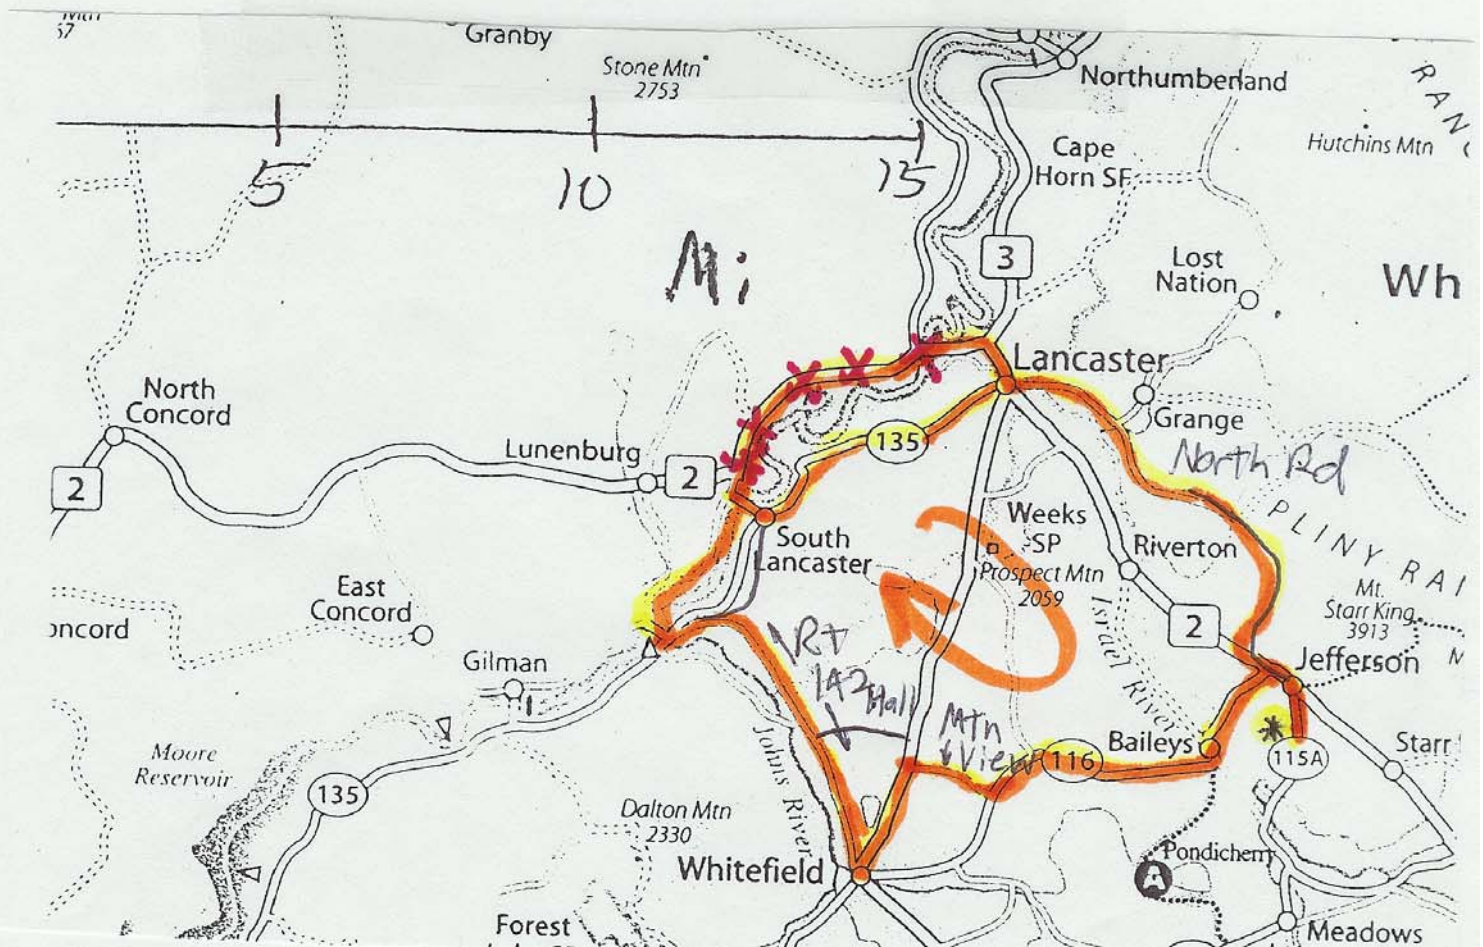 57
Granby
Stone Mtn
2753
Northumberland
Cape
Horn SF
Hutchins Mtn
5
10
15
Mi
3
Lost
Nation
Wh
Lancaster
Grange
North
Concord
Lunenburg
2
2
135
North Rd
PLINY RAI
South
Lancaster
Weeks
SP
Prospect Mtn
2059
Riverton
2
Mt.
Starr King
3913
East
Concord
oncord
Gilman
Israel River
Jefferson
Rt
142
Hall
Mtn
View
116
Baileys
*
115A
Starr
Moore
Reservoir
135
Johns River
Dalton Mtn
2330
Whitefield
Pondicherry
A
Forest
Meadows